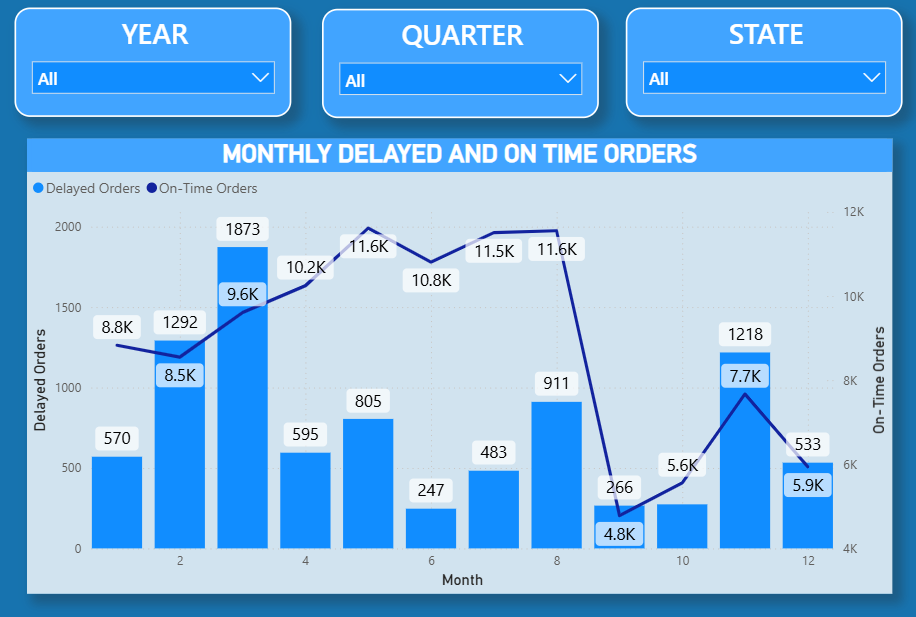 YEAR
All
QUARTER
All
STATE
All
MONTHLY DELAYED AND ON TIME ORDERS
Delayed Orders On-Time Orders
Delayed Orders
2000
1500
1000
500
0
570
1292
1873
595
805
247
483
911
266
1218
533
8.8K
8.5K
9.6K
10.2K
11.6K
10.8K
11.5K
11.6K
4.8K
5.6K
7.7K
5.9K
12K
10K
8K
6K
4K
On-Time Orders
2 4 6 8 10 12
Month